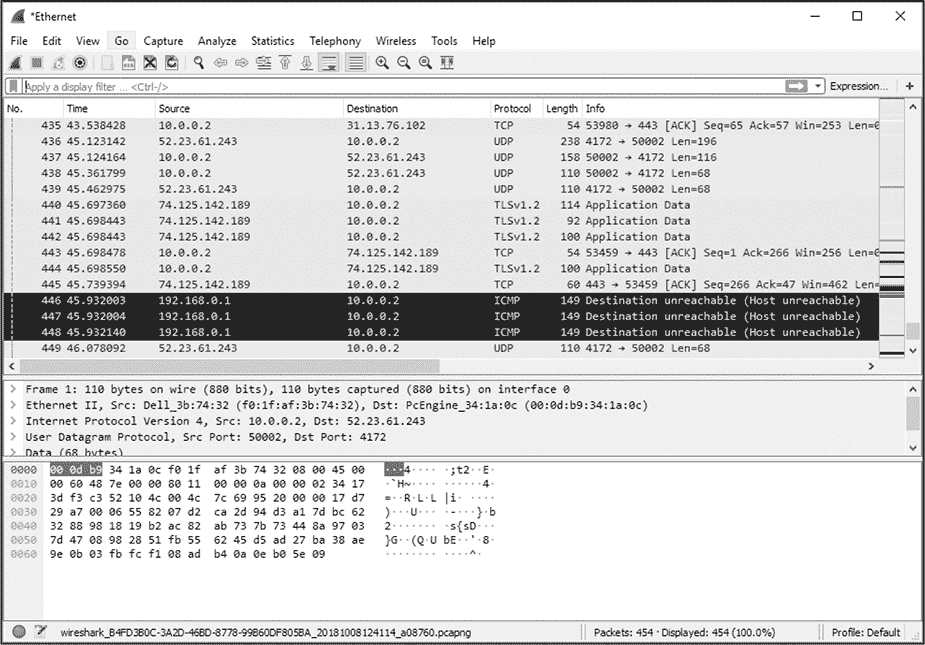 *Ethernet
File Edit View Go Capture Analyze Statistics Telephony Wireless Tools Help
Apply a display filter ... <Ctrl-/> Expression... +
No. Time Source Destination Protocol Length Info
435 43.538428 10.0.0.2 31.13.76.102 TCP 54 53980 → 443 [ACK] Seq=65 Ack=57 Win=253 Len=0
436 45.123142 52.23.61.243 10.0.0.2 UDP 238 4172 → 50002 Len=196
437 45.124164 10.0.0.2 52.23.61.243 UDP 158 50002 → 4172 Len=116
438 45.361799 10.0.0.2 52.23.61.243 UDP 110 50002 → 4172 Len=68
439 45.462975 52.23.61.243 10.0.0.2 UDP 110 4172 → 50002 Len=68
440 45.697360 74.125.142.189 10.0.0.2 TLSv1.2 114 Application Data
441 45.698443 74.125.142.189 10.0.0.2 TLSv1.2 92 Application Data
442 45.698443 74.125.142.189 10.0.0.2 TLSv1.2 100 Application Data
443 45.698478 10.0.0.2 74.125.142.189 TCP 54 53459 → 443 [ACK] Seq=1 Ack=266 Win=256 Len=0
444 45.698550 10.0.0.2 74.125.142.189 TLSv1.2 100 Application Data
445 45.739394 74.125.142.189 10.0.0.2 TCP 60 443 → 53459 [ACK] Seq=266 Ack=47 Win=462 Len=
446 45.932003 192.168.0.1 10.0.0.2 ICMP 149 Destination unreachable (Host unreachable)
447 45.932004 192.168.0.1 10.0.0.2 ICMP 149 Destination unreachable (Host unreachable)
448 45.932140 192.168.0.1 10.0.0.2 ICMP 149 Destination unreachable (Host unreachable)
449 46.078092 52.23.61.243 10.0.0.2 UDP 110 4172 → 50002 Len=68
Frame 1: 110 bytes on wire (880 bits), 110 bytes captured (880 bits) on interface 0
Ethernet II, Src: Dell_3b:74:32 (f0:1f:af:3b:74:32), Dst: PcEngine_34:1a:0c (00:0d:b9:34:1a:0c)
Internet Protocol Version 4, Src: 10.0.0.2, Dst: 52.23.61.243
User Datagram Protocol, Src Port: 50002, Dst Port: 4172
Data (68 bytes)
0000 00 0d b9 34 1a 0c f0 1f af 3b 74 32 08 00 45 00 ···4···· ·;t2··E·
0010 00 60 48 7e 00 00 80 11 00 00 0a 00 00 02 34 17 ·`H~···· ······4·
0020 3d f3 c3 52 10 4c 00 4c 7c 69 95 20 00 00 17 d7 =··R·L·L |i· ····
0030 29 a7 00 06 55 82 07 d2 ca 2d 94 d3 a1 7d bc 62 )···U··· ·-···}·b
0040 32 88 98 18 19 b2 ac 82 ab 73 7b 73 44 8a 97 03 2······· ·s{sD···
0050 7d 47 08 98 28 51 fb 55 62 45 d5 ad 27 ba 38 ae }G··(Q·U bE··'·8·
0060 9e 0b 03 fb fc f1 08 ad b4 0a 0e b0 5e 09 ········ ····^·
wireshark_B4FD3B0C-3A2D-46BD-8778-99B60DF805BA_20181008124114_a08760.pcapng Packets: 454 · Displayed: 454 (100.0%) Profile: Default